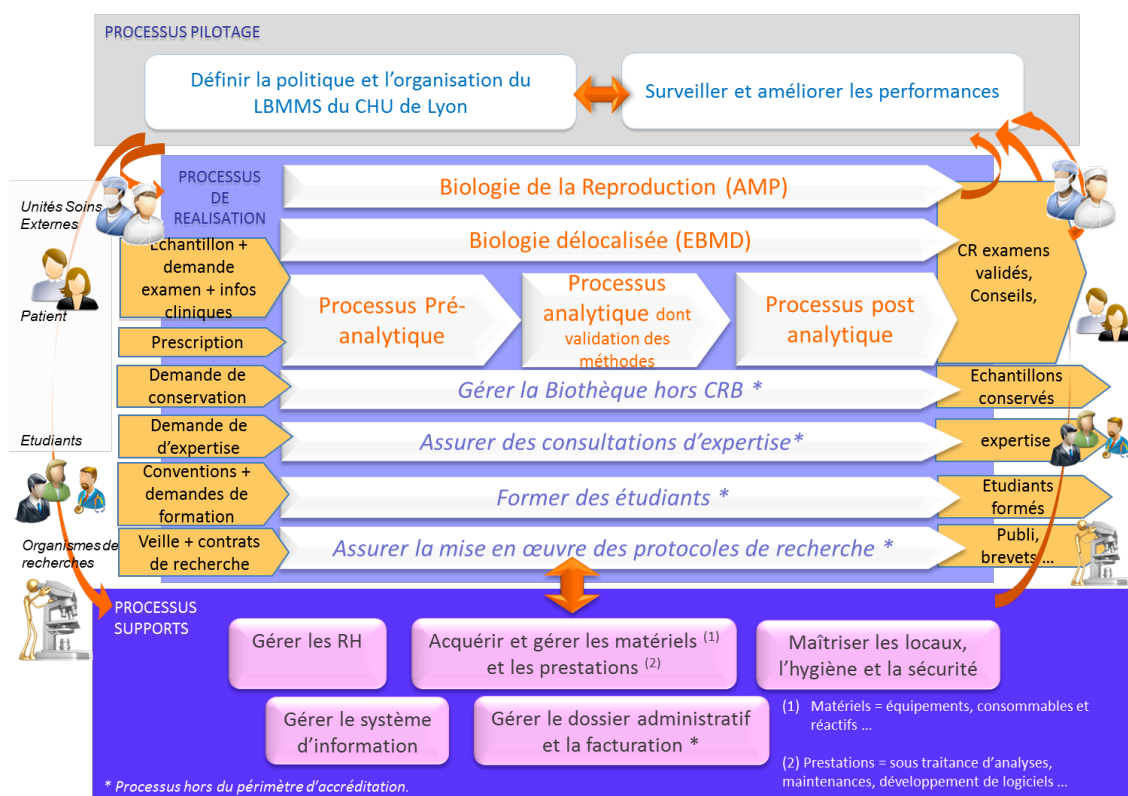 PROCESSUS PILOTAGE
Définir la politique et l'organisation du
LBMMS du CHU de Lyon
Surveiller et améliorer les performances
PROCESSUS
DE
REALISATION
Unités Soins
Externes
Patient
Etudiants
Organismes de
recherches
Echantillon +
demande
examen + infos
cliniques
Prescription
Demande de
conservation
Demande de
d'expertise
Conventions +
demandes de
formation
Veille + contrats
de recherche
Biologie de la Reproduction (AMP)
Biologie délocalisée (EBMD)
Processus Pré-
analytique
Processus
analytique dont
validation des
méthodes
Processus post
analytique
Gérer la Biothèque hors CRB *
Assurer des consultations d'expertise*
Former des étudiants *
Assurer la mise en œuvre des protocoles de recherche *
CR examens
validés,
Conseils,
Echantillons
conservés
expertise
Etudiants
formés
Publi,
brevets ...
PROCESSUS
SUPPORTS
Gérer les RH
Acquérir et gérer les matériels (1)
et les prestations (2)
Maîtriser les locaux,
l'hygiène et la sécurité
Gérer le système
d'information
Gérer le dossier administratif
et la facturation *
(1) Matériels = équipements, consommables et
réactifs ...
(2) Prestations = sous traitance d'analyses,
maintenances, développement de logiciels ...
* Processus hors du périmètre d'accréditation.